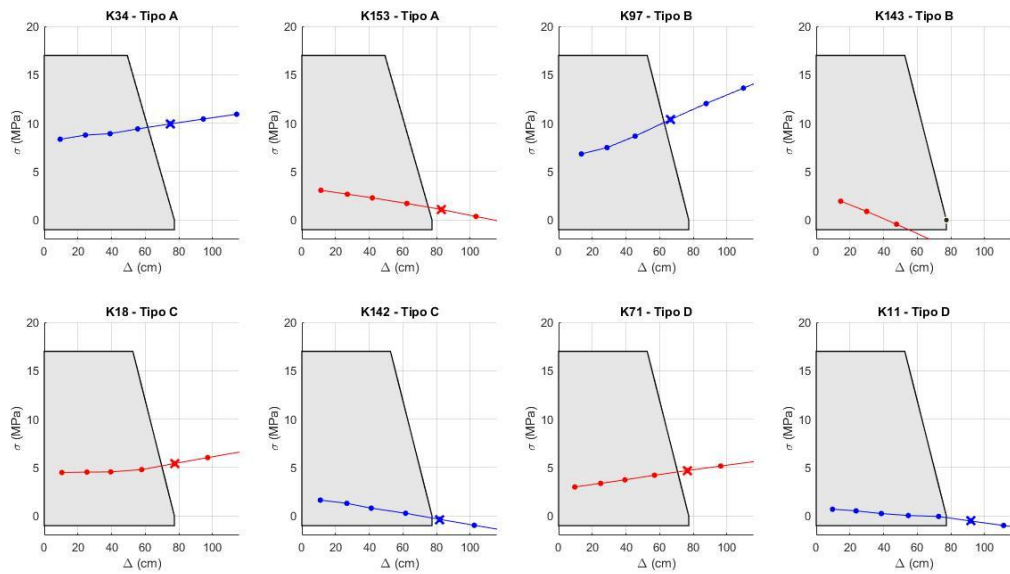 K34 - Tipo A
K153 - Tipo A
K97 - Tipo B
K143 - Tipo B
20
15
10
5
0
σ (MPa)
0 20 40 60 80 100
Δ (cm)
20
15
10
5
0
σ (MPa)
0 20 40 60 80 100
Δ (cm)
20
15
10
5
0
σ (MPa)
0 20 40 60 80 100
Δ (cm)
20
15
10
5
0
σ (MPa)
0 20 40 60 80 100
Δ (cm)
K18 - Tipo C
K142 - Tipo C
K71 - Tipo D
K11 - Tipo D
20
15
10
5
0
σ (MPa)
0 20 40 60 80 100
Δ (cm)
20
15
10
5
0
σ (MPa)
0 20 40 60 80 100
Δ (cm)
20
15
10
5
0
σ (MPa)
0 20 40 60 80 100
Δ (cm)
20
15
10
5
0
σ (MPa)
0 20 40 60 80 100
Δ (cm)